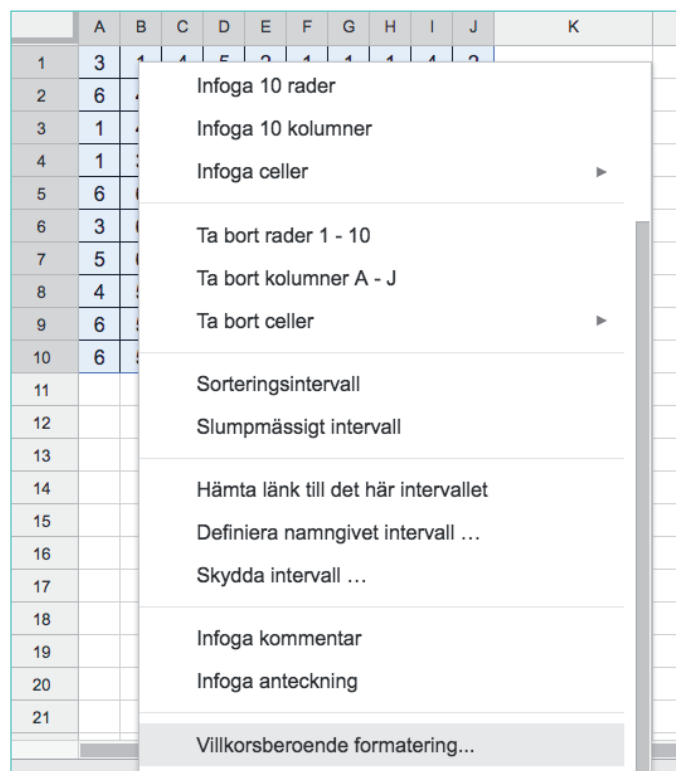 A B C D E F G H I J K
1 3
2 6
3 1
4 1
5 6
6 3
7 5
8 4
9 6
10 6
11
12
13
14
15
16
17
18
19
20
21
Infoga 10 rader
Infoga 10 kolumner
Infoga celler
Ta bort rader 1 - 10
Ta bort kolumner A - J
Ta bort celler
Sorteringsintervall
Slumpmässigt intervall
Hämta länk till det här intervallet
Definiera namngivet intervall …
Skydda intervall …
Infoga kommentar
Infoga anteckning
Villkorsberoende formatering...